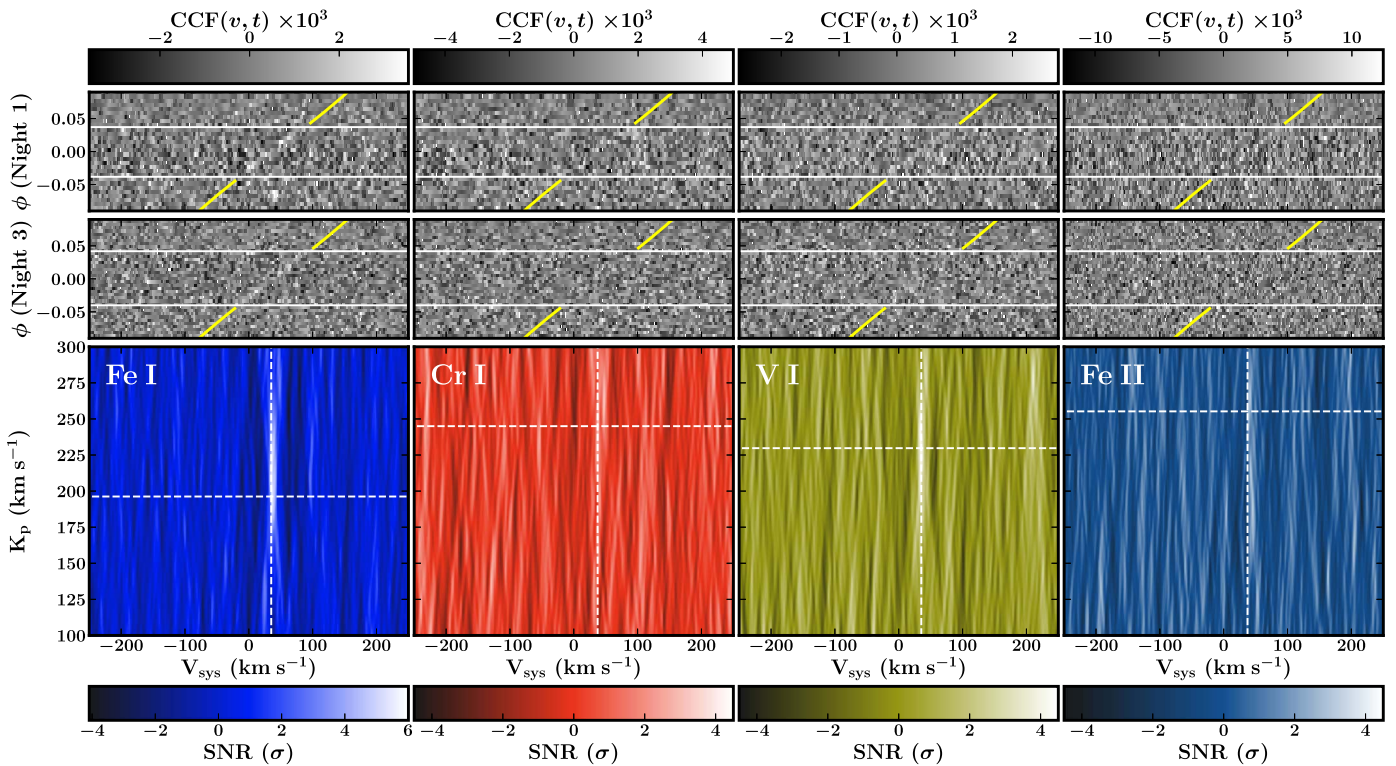 CCF(v, t) ×10³ CCF(v, t) ×10³ CCF(v, t) ×10³ CCF(v, t) ×10³
−2 0 2 −4 −2 0 2 4 −2 −1 0 1 2 −10 −5 0 5 10
ϕ (Night 1)
0.05
0.00
−0.05
ϕ (Night 3)
0.05
0.00
−0.05
Fe I Cr I V I Fe II
K_p (km s⁻¹)
300
275
250
225
200
175
150
125
100
−200 −100 0 100 200 −200 −100 0 100 200 −200 −100 0 100 200 −200 −100 0 100 200
V_sys (km s⁻¹) V_sys (km s⁻¹) V_sys (km s⁻¹) V_sys (km s⁻¹)
−4 −2 0 2 4 6 −4 −2 0 2 4 −4 −2 0 2 4 −4 −2 0 2 4
SNR (σ) SNR (σ) SNR (σ) SNR (σ)